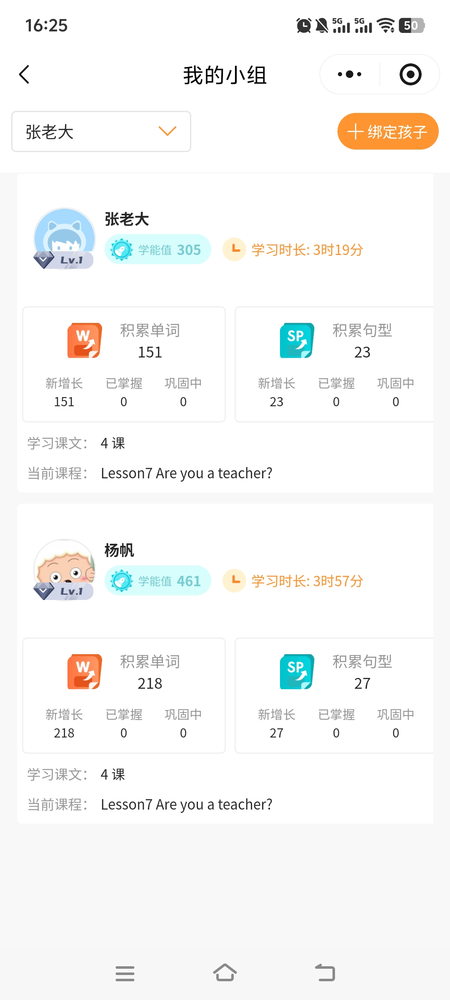 16:25
5G 5G 50
我的小组
张老大
绑定孩子
张老大
Lv.1
学能值 305 学习时长: 3时19分
W 积累单词
151
SP 积累句型
23
新增长 已掌握 巩固中
151 0 0
新增长 已掌握 巩固中
23 0 0
学习课文： 4 课
当前课程： Lesson7 Are you a teacher?
杨帆
Lv.1
学能值 461 学习时长: 3时57分
W 积累单词
218
SP 积累句型
27
新增长 已掌握 巩固中
218 0 0
新增长 已掌握 巩固中
27 0 0
学习课文： 4 课
当前课程： Lesson7 Are you a teacher?